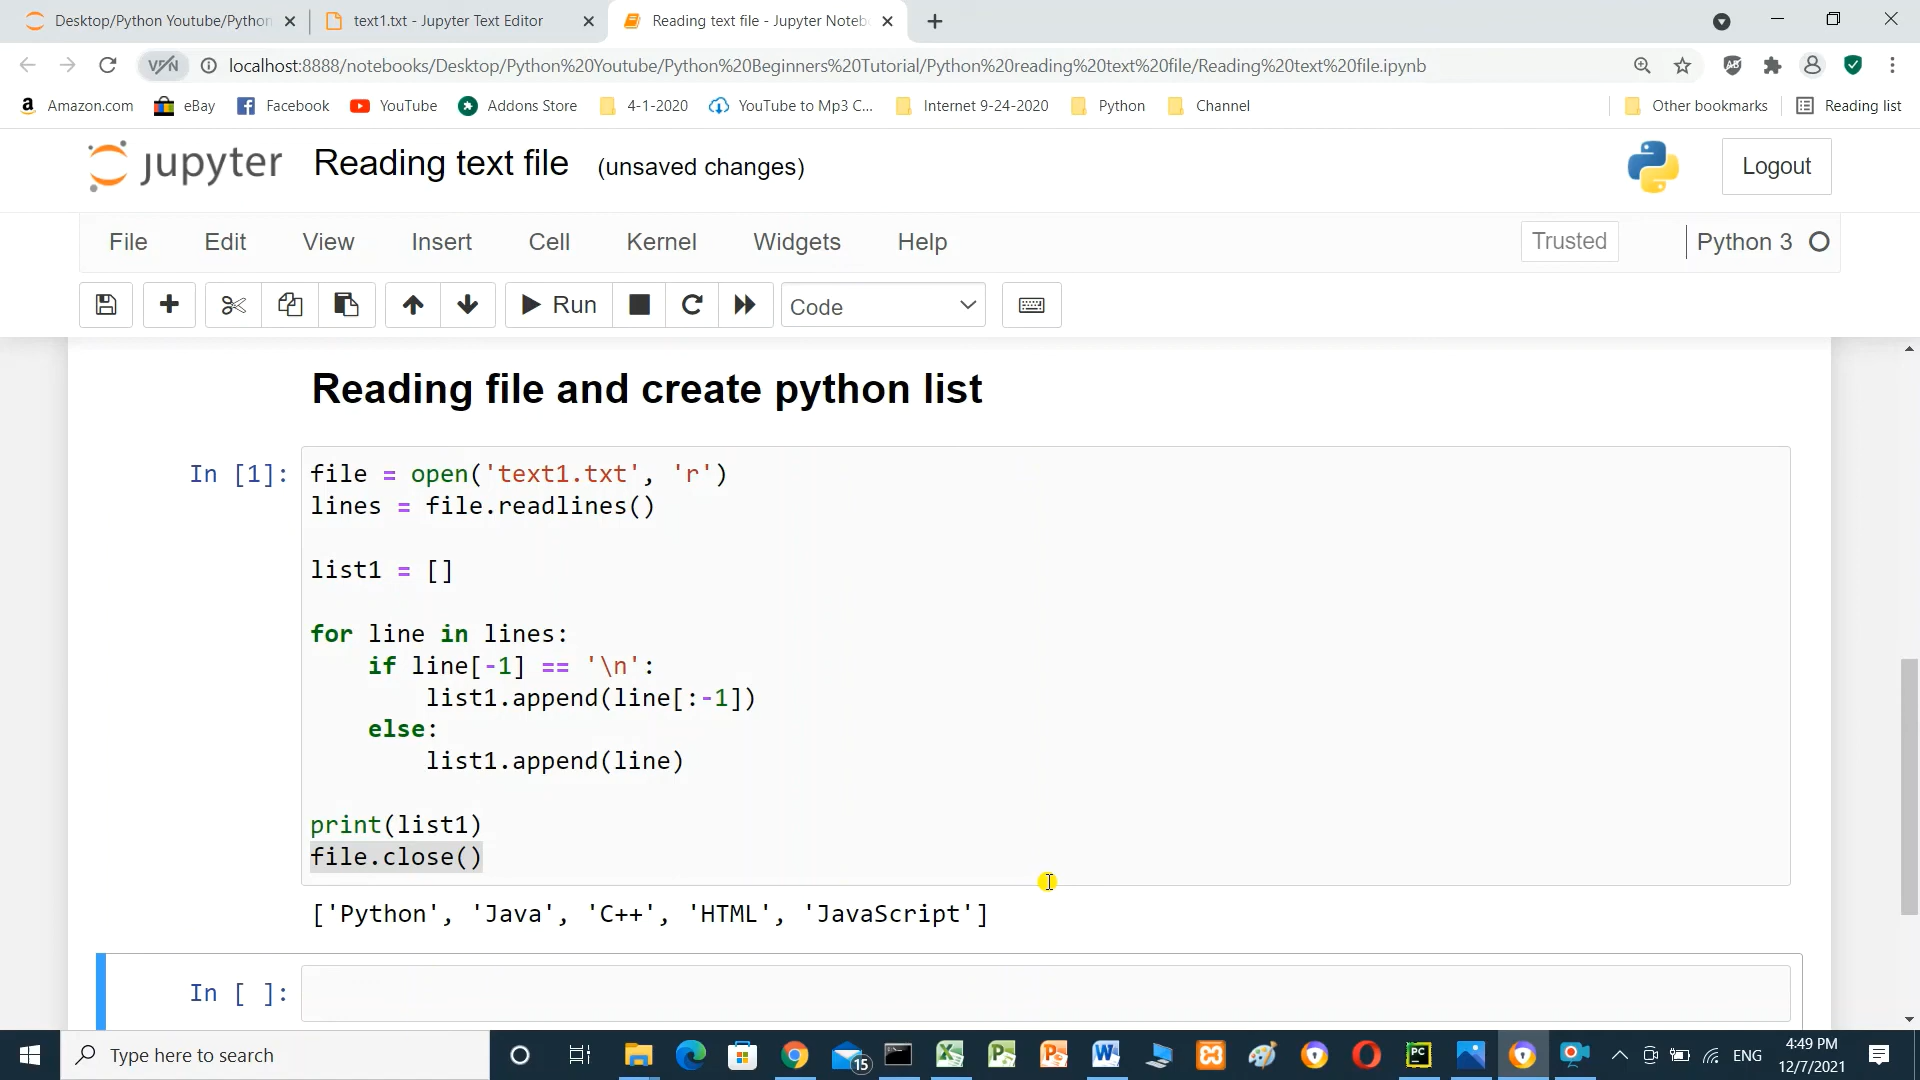 Desktop/Python Youtube/Python
text1.txt - Jupyter Text Editor
Reading text file - Jupyter Noteb
VPN
localhost:8888/notebooks/Desktop/Python%20Youtube/Python%20Beginners%20Tutorial/Python%20reading%20text%20file/Reading%20text%20file.ipynb
Amazon.com
eBay
Facebook
YouTube
Addons Store
4-1-2020
YouTube to Mp3 C...
Internet 9-24-2020
Python
Channel
Other bookmarks
Reading list
jupyter
Reading text file (unsaved changes)
Logout
File Edit View Insert Cell Kernel Widgets Help
Trusted
Python 3
Run
Code
Reading file and create python list
In [1]:
file = open('text1.txt', 'r')
lines = file.readlines()
list1 = []
for line in lines:
    if line[-1] == '\n':
        list1.append(line[:-1])
    else:
        list1.append(line)
print(list1)
file.close()
['Python', 'Java', 'C++', 'HTML', 'JavaScript']
In [ ]:
Type here to search
15
PC
ENG
4:49 PM
12/7/2021